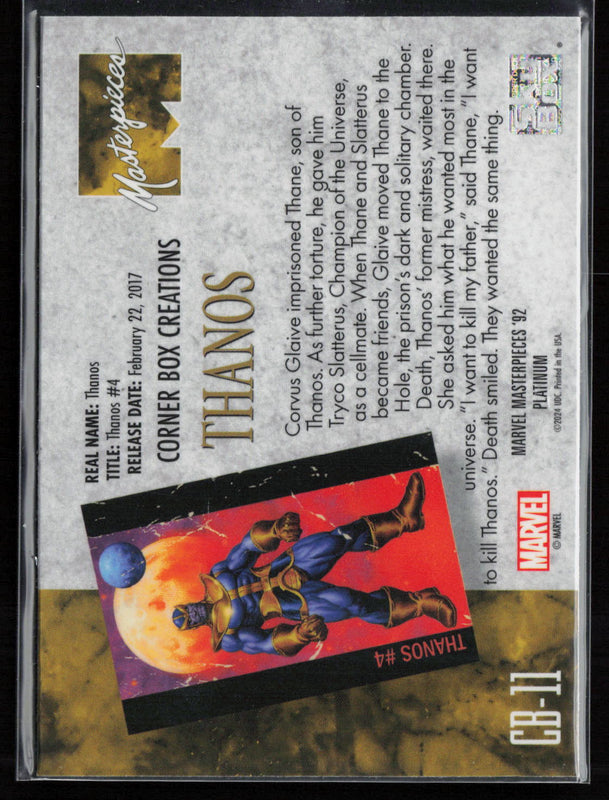 Masterpieces
REAL NAME: Thanos
TITLE: Thanos #4
RELEASE DATE: February 22, 2017
CORNER BOX CREATIONS
THANOS
Corvus Glaive imprisoned Thane, son of
Thanos. As further torture, he gave him
Tryco Slatterus, Champion of the Universe,
as a cellmate. When Thane and Slatterus
became friends, Glaive moved Thane to the
Hole, the prison's dark and solitary chamber.
Death, Thanos' former mistress, waited there.
She asked him what he wanted most in the
universe. "I want to kill my father," said Thane, "I want
to kill Thanos." Death smiled. They wanted the same thing.
THANOS #4
MARVEL MASTERPIECES '92
PLATINUM
©2024 UDC. Printed in the USA.
MARVEL
© MARVEL
CB-11